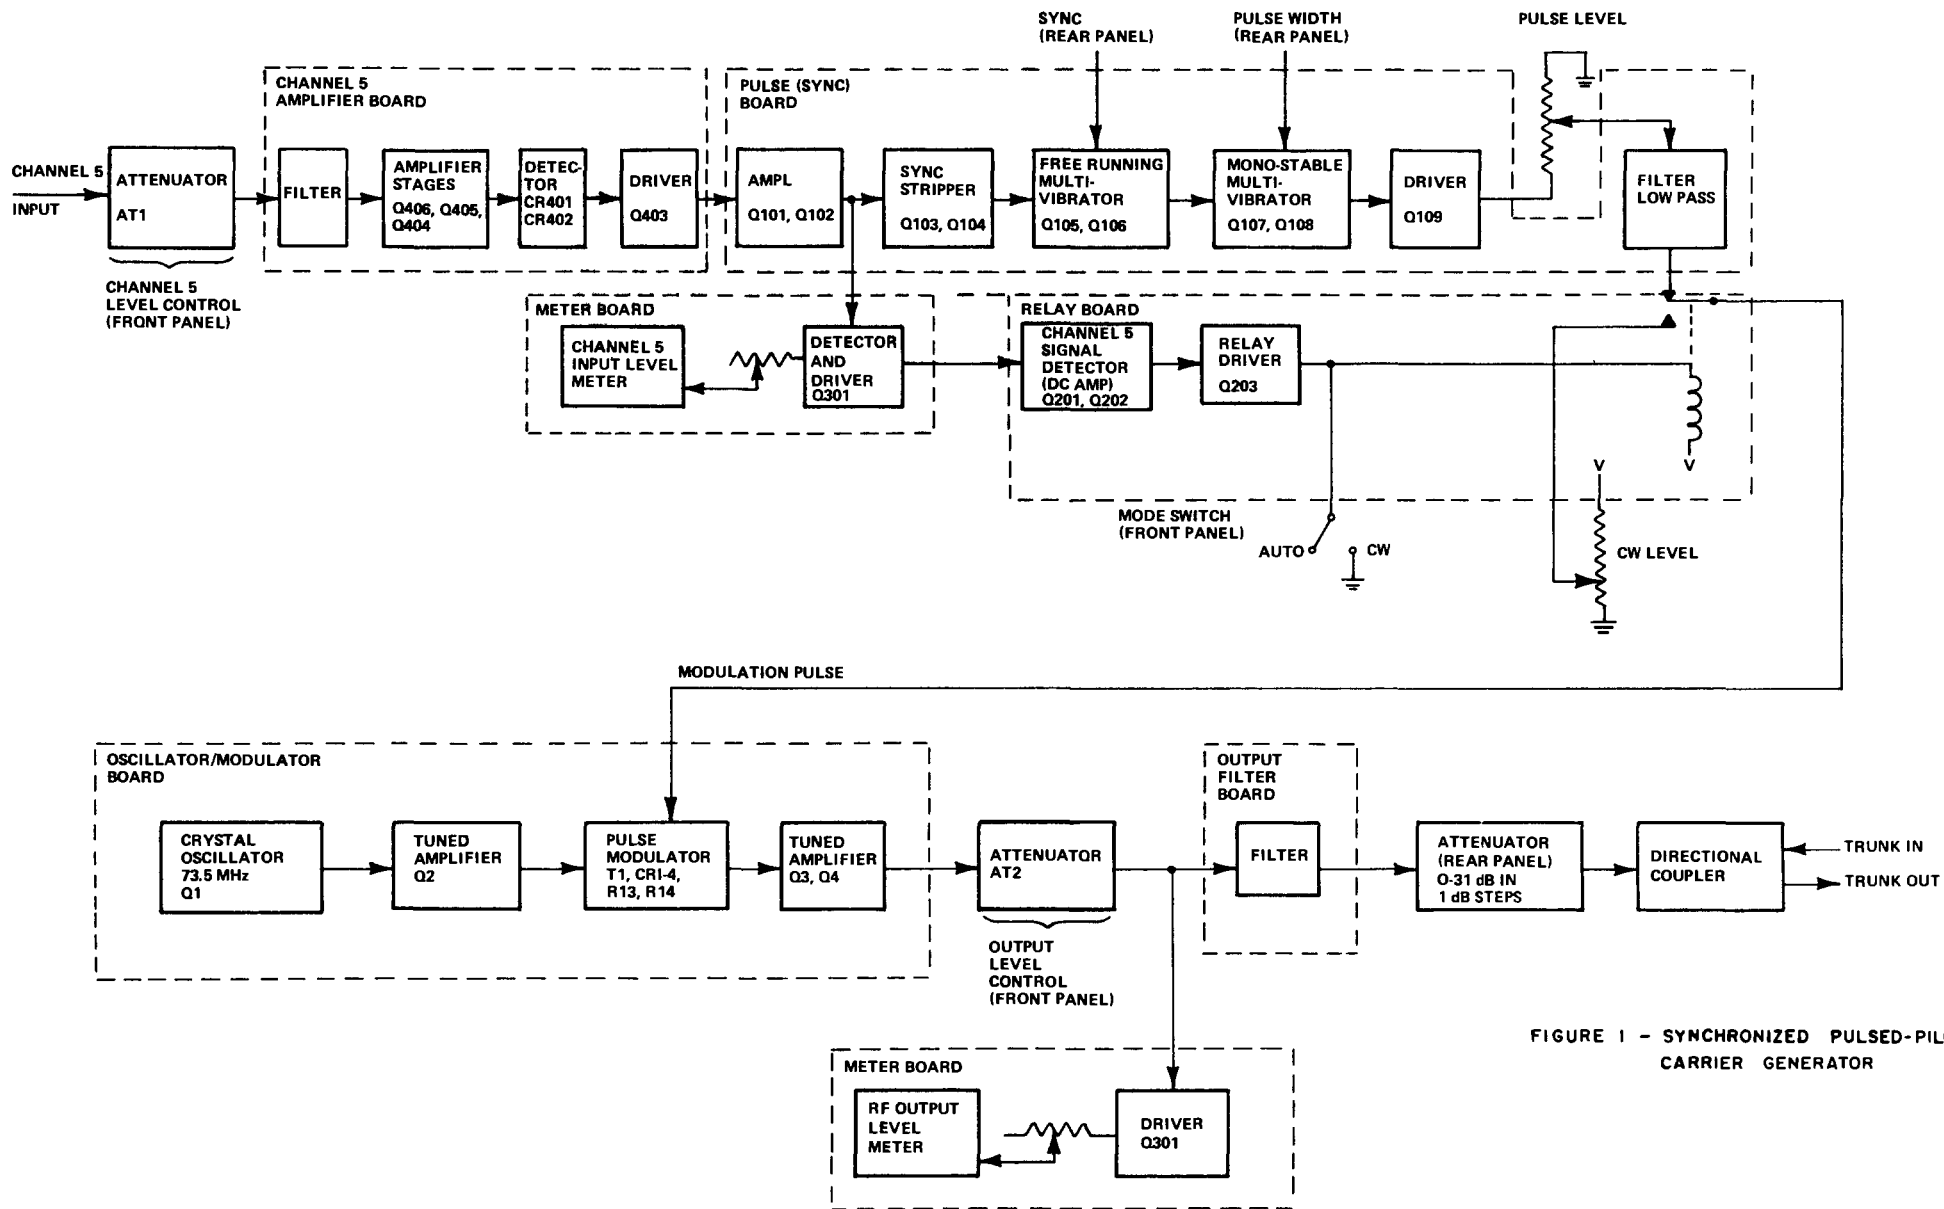 SYNC
(REAR PANEL)
PULSE WIDTH
(REAR PANEL)
PULSE LEVEL
CHANNEL 5
AMPLIFIER BOARD
PULSE (SYNC)
BOARD
CHANNEL 5
INPUT
ATTENUATOR
AT1
FILTER
AMPLIFIER
STAGES
Q406, Q405,
Q404
DETEC-
TOR
CR401
CR402
DRIVER
Q403
AMPL
Q101, Q102
SYNC
STRIPPER
Q103, Q104
FREE RUNNING
MULTI-
VIBRATOR
Q105, Q106
MONO-STABLE
MULTI-
VIBRATOR
Q107, Q108
DRIVER
Q109
FILTER
LOW PASS
CHANNEL 5
LEVEL CONTROL
(FRONT PANEL)
METER BOARD
CHANNEL 5
INPUT LEVEL
METER
DETECTOR
AND
DRIVER
Q301
RELAY BOARD
CHANNEL 5
SIGNAL
DETECTOR
(DC AMP)
Q201, Q202
RELAY
DRIVER
Q203
V
V
MODE SWITCH
(FRONT PANEL)
AUTO
CW
CW LEVEL
MODULATION PULSE
OSCILLATOR/MODULATOR
BOARD
CRYSTAL
OSCILLATOR
73.5 MHz
Q1
TUNED
AMPLIFIER
Q2
PULSE
MODULATOR
T1, CRI-4,
R13, R14
TUNED
AMPLIFIER
Q3, Q4
ATTENUATOR
AT2
OUTPUT
LEVEL
CONTROL
(FRONT PANEL)
OUTPUT
FILTER
BOARD
FILTER
ATTENUATOR
(REAR PANEL)
0-31 dB IN
1 dB STEPS
DIRECTIONAL
COUPLER
TRUNK IN
TRUNK OUT
METER BOARD
RF OUTPUT
LEVEL
METER
DRIVER
Q301
FIGURE 1 - SYNCHRONIZED PULSED-PIL
CARRIER GENERATOR